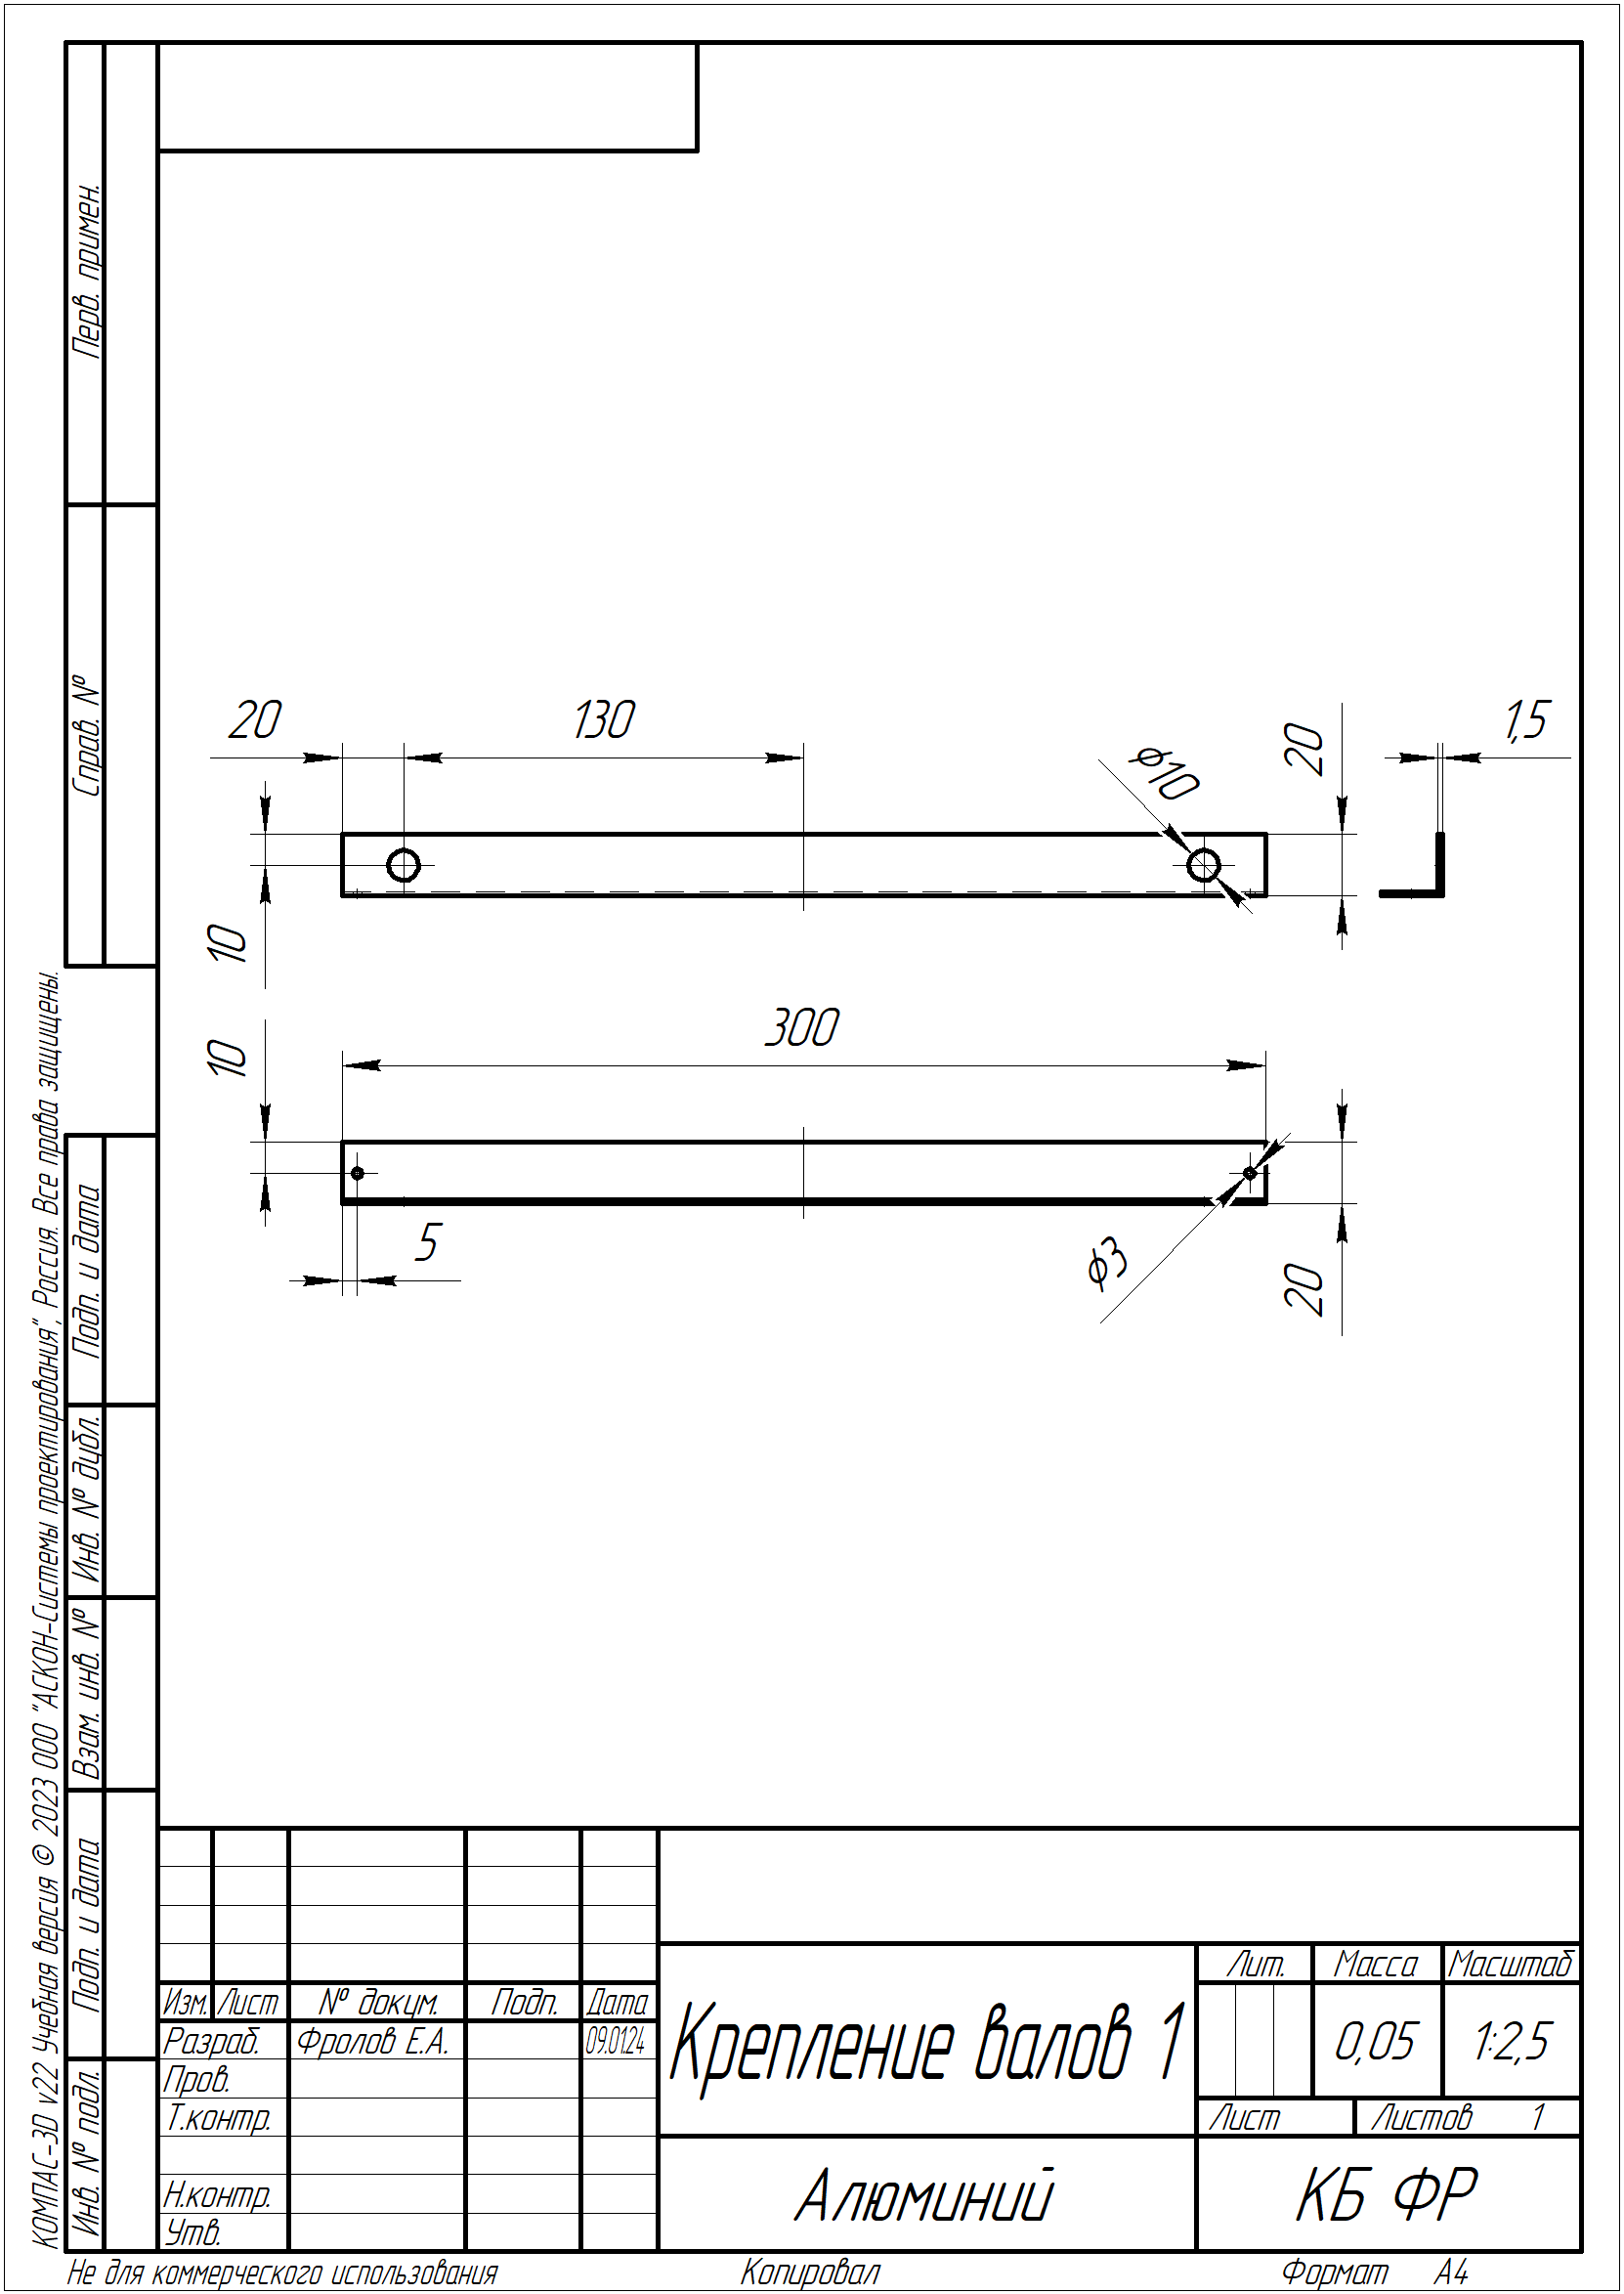 Перв. примен.
Справ. №
Подп. и дата
Инв. № дубл.
Взам. инв. №
Подп. и дата
Инв. № подл.
КОМПАС-3D v22 Учебная версия © 2023 ООО "АСКОН-Системы проектирования", Россия. Все права защищены.
20
130
ϕ10
20
1,5
10
300
10
5
ϕ3
20
Изм. Лист № докум. Подп. Дата
Разраб. Фролов Е.А. 09.01.24
Пров.
Т.контр.
Н.контр.
Утв.
Крепление валов 1
Алюминий
Лит. Масса Масштаб
0,05 1:2,5
Лист Листов 1
КБ ФР
Не для коммерческого использования Копировал Формат А4